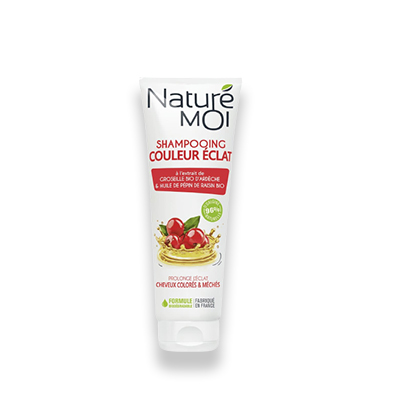 Naturé
MOI
SHAMPOOING
COULEUR ÉCLAT
à l'extrait de
GROSEILLE BIO D'ARDÈCHE
& HUILE DE PÉPIN DE RAISIN BIO
PROLONGE L'ÉCLAT
CHEVEUX COLORÉS & MÉCHÉS
FORMULE
FABRIQUÉ
EN FRANCE